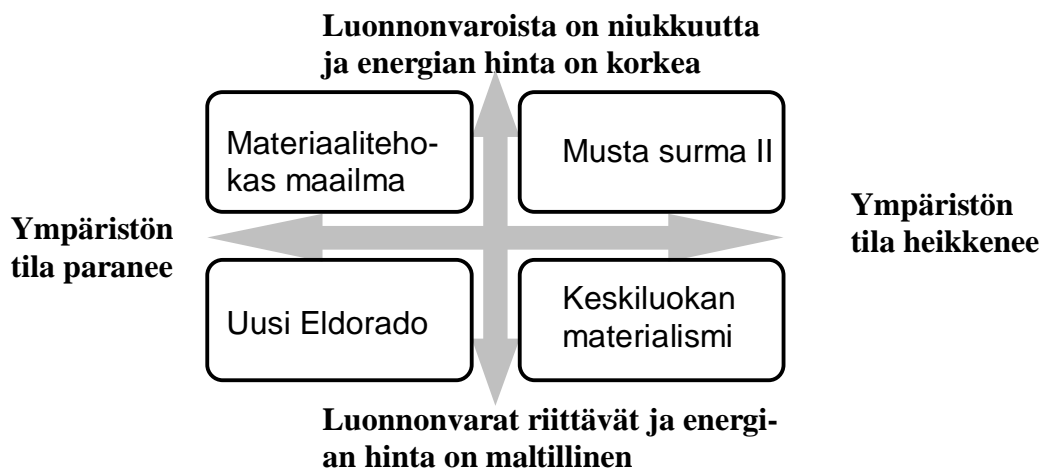 Luonnonvaroista on niukkuutta
ja energian hinta on korkea
Materiaaliteho-
kas maailma
Musta surma II
Ympäristön
tila paranee
Ympäristön
tila heikkenee
Uusi Eldorado
Keskiluokan
materialismi
Luonnonvarat riittävät ja energi-
an hinta on maltillinen